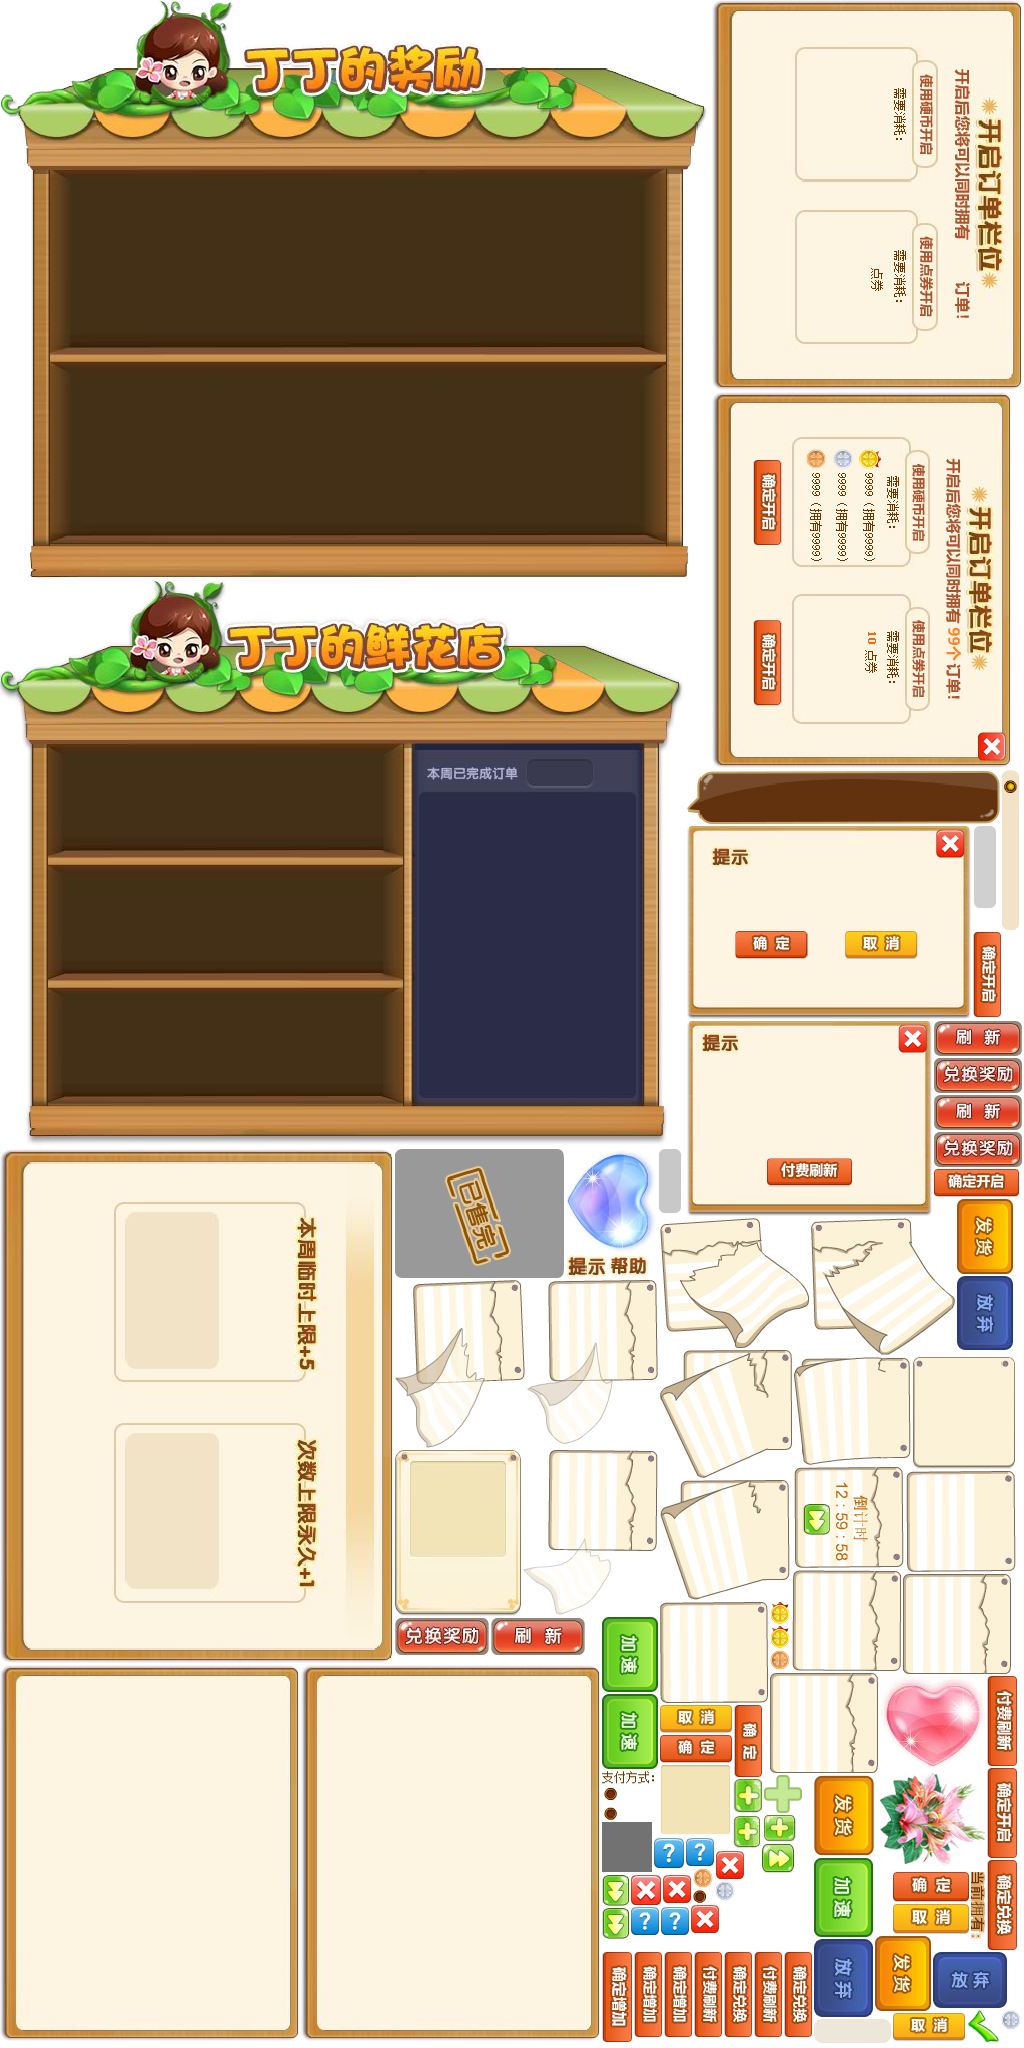 丁丁的奖励
开启订单栏位
开启后您将可以同时拥有 订单!
使用硬币开启
需要消耗：
使用点券开启
需要消耗：
点券
开启订单栏位
开启后您将可以同时拥有 99个 订单!
使用硬币开启
需要消耗：
9999（拥有9999）
9999（拥有9999）
9999（拥有9999）
确定开启
使用点券开启
需要消耗：
10 点券
确定开启
丁丁的鲜花店
本周已完成订单
提示
确 定
取 消
确定开启
提示
付费刷新
刷 新
兑换奖励
刷 新
兑换奖励
确定开启
发货
放弃
本周临时上限+5
次数上限永久+1
已售完
提示 帮助
倒计时
12：59：58
兑换奖励
刷 新
加速
加速
取 消
确 定
确 定
支付方式：
付费刷新
确定开启
确定兑换
发货
加速
放弃
确 定
取 消
当前拥有：
发货
放弃
取 消
确定增加
确定增加
确定增加
付费刷新
确定兑换
付费刷新
确定兑换